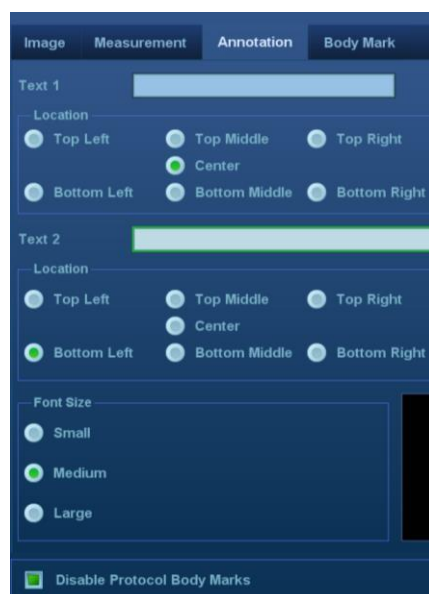 Image Measurement Annotation Body Mark
Text 1
Location
Top Left Top Middle Top Right
Center
Bottom Left Bottom Middle Bottom Right
Text 2
Location
Top Left Top Middle Top Right
Center
Bottom Left Bottom Middle Bottom Right
Font Size
Small
Medium
Large
Disable Protocol Body Marks